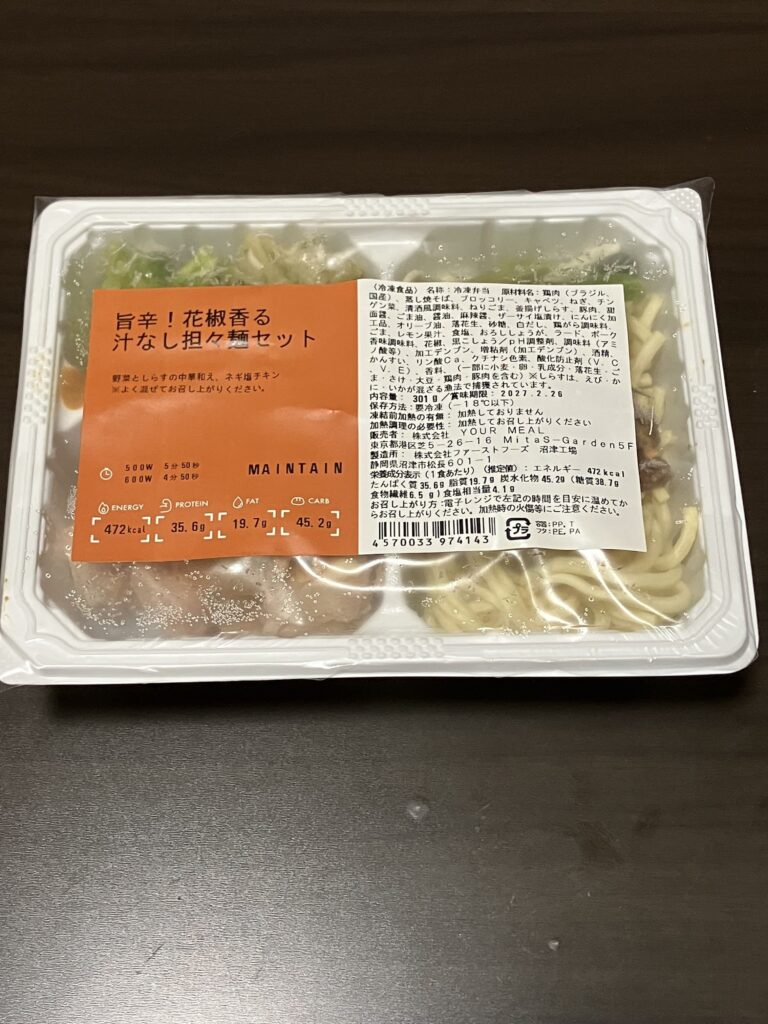 旨辛！花椒香る
汁なし担々麺セット
野菜としらすの中華和え、ネギ塩チキン
※よく混ぜてお召し上がりください。
500W 5分50秒
600W 4分50秒
MAINTAIN
ENERGY PROTEIN FAT CARB
472kcal 35.6g 19.7g 45.2g
（冷凍食品） 名称：冷凍弁当 原材料名：鶏肉（ブラジル、
国産）、蒸し焼そば、ブロッコリー、キャベツ、ねぎ、チン
ゲン菜、清酒風調味料、ねりごま、釜揚げしらす、豚肉、甜
面醤、ごま油、醤油、麻辣醤、ザーサイ塩漬け、にんにく加
工品、オリーブ油、落花生、砂糖、白だし、鶏がら調味料、
ごま、レモン果汁、食塩、おろししょうが、ラード、ポーク
香味調味料、花椒、黒こしょう／pH調整剤、調味料（アミ
ノ酸等）、加工デンプン、増粘剤（加工デンプン）、酒精、
かんすい、リン酸Ca、クチナシ色素、酸化防止剤（V．C
、V．E）、香料、（一部に小麦・卵・乳成分・落花生・ご
ま・さけ・大豆・鶏肉・豚肉を含む）※しらすは、えび・か
に・いかが混ざる漁法で捕獲されています。
内容量： 301g ／賞味期限： 2027.2.26
保存方法：要冷凍（－18℃以下）
凍結前加熱の有無： 加熱しておりません
加熱調理の必要性： 加熱してお召し上がりください
販売者： 株式会社 YOUR MEAL
東京都港区芝5－26－16 MitaS-Garden5F
製造所： 株式会社ファーストフーズ 沼津工場
静岡県沼津市松長601－1
栄養成分表示（1食あたり）（推定値）： エネルギー 472kcal
たんぱく質35.6g 脂質19.7g 炭水化物45.2g（糖質38.7g
食物繊維6.5g）食塩相当量4.1g
お召し上がり方：電子レンジで左記の時間を目安に温めてか
らお召し上がりください。加熱時の火傷等にご注意ください。
4570033974143
プラ
容器：PP，T
フタ：PE，PA